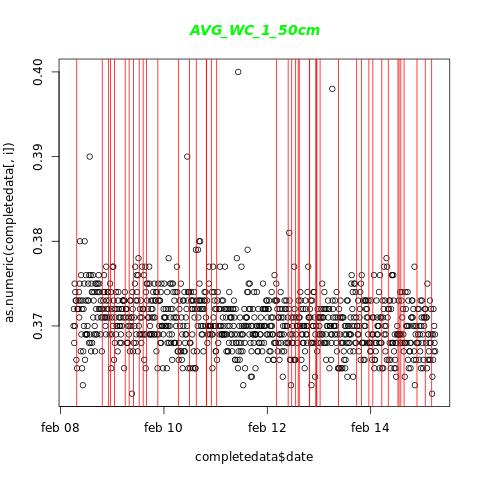 AVG_WC_1_50cm
0.40
0.39
0.38
0.37
as.numeric(completedata[, i])
feb 08 feb 10 feb 12 feb 14
completedata$date